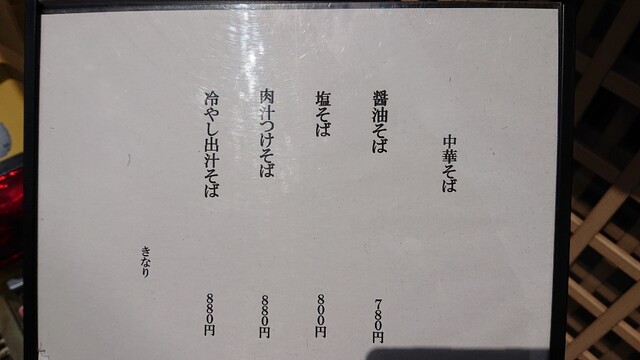 中華そば
醤油そば 780円
塩そば 800円
肉汁つけそば 880円
冷やし出汁そば 880円
きなり